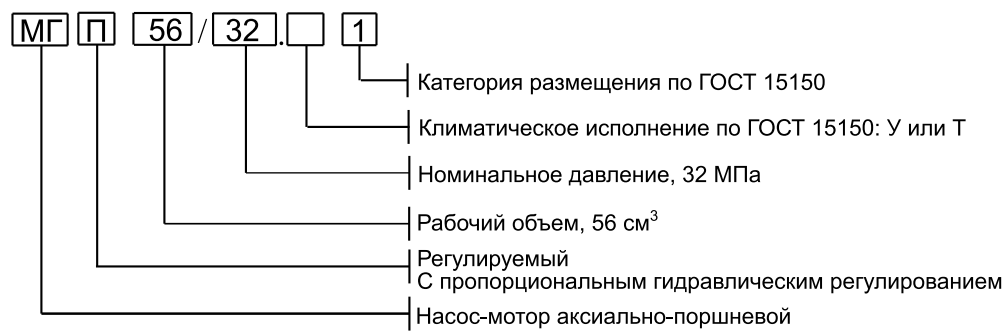 МГ П 56/32. 1
Категория размещения по ГОСТ 15150
Климатическое исполнение по ГОСТ 15150: У или Т
Номинальное давление, 32 МПа
Рабочий объем, 56 см³
Регулируемый
С пропорциональным гидравлическим регулированием
Насос-мотор аксиально-поршневой